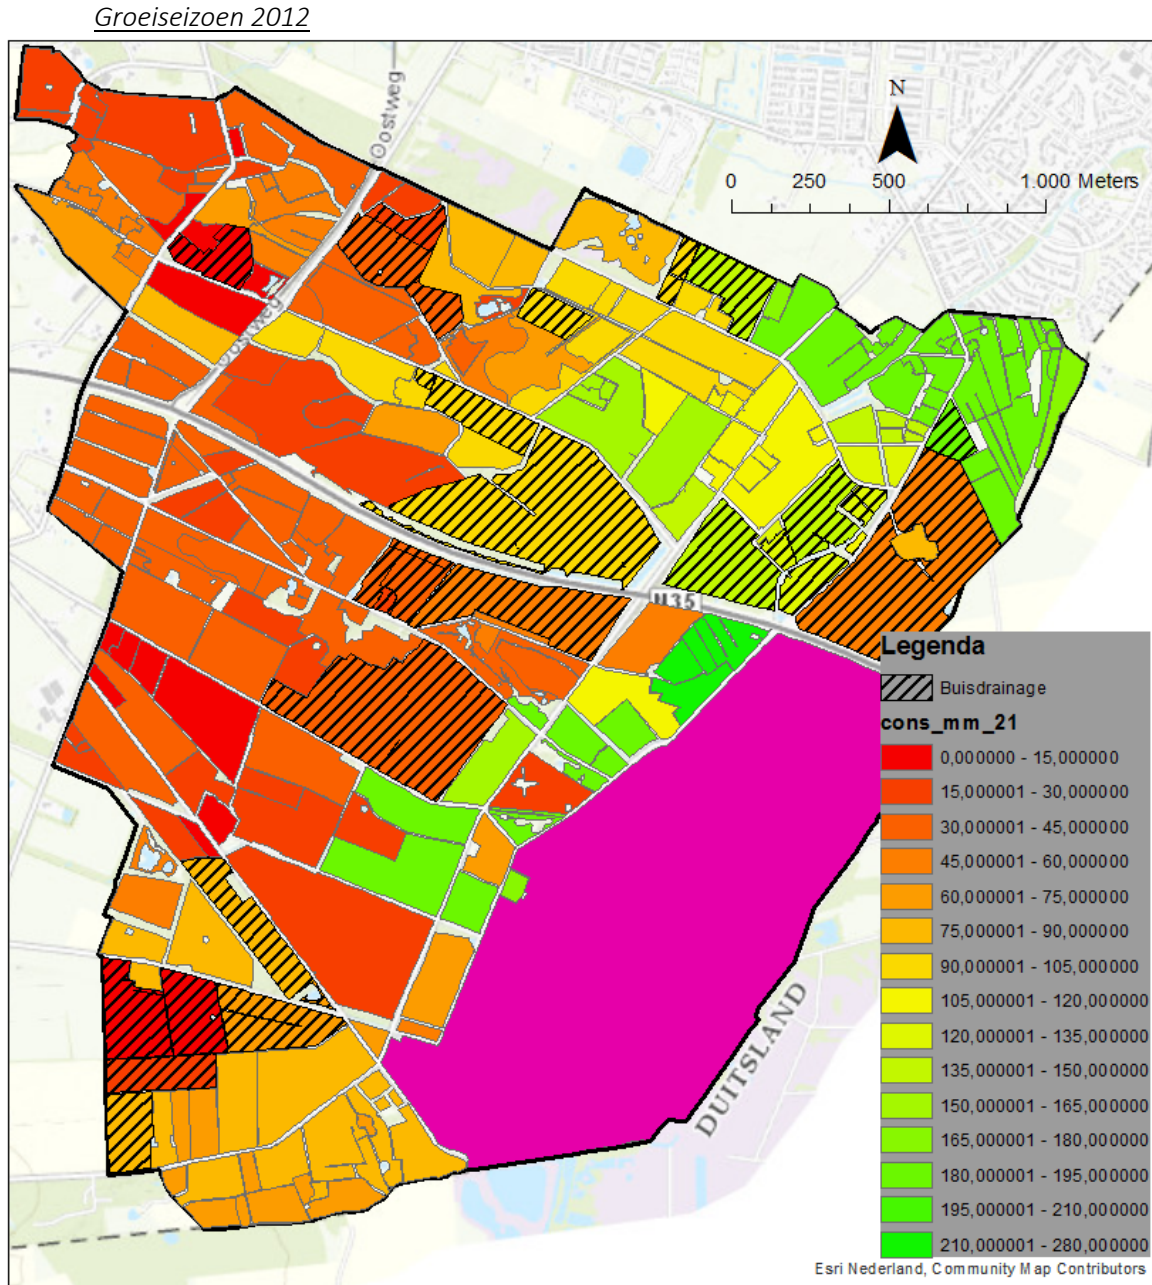 Groeiseizoen 2012
Oostweg
N
0 250 500 1.000 Meters
Oostweg
N35
Legenda
Buisdrainage
cons_mm_21
0,000000 - 15,000000
15,000001 - 30,000000
30,000001 - 45,000000
45,000001 - 60,000000
60,000001 - 75,000000
75,000001 - 90,000000
90,000001 - 105,000000
105,000001 - 120,000000
120,000001 - 135,000000
135,000001 - 150,000000
150,000001 - 165,000000
165,000001 - 180,000000
180,000001 - 195,000000
195,000001 - 210,000000
210,000001 - 280,000000
DUITSLAND
Esri Nederland, Community Map Contributors